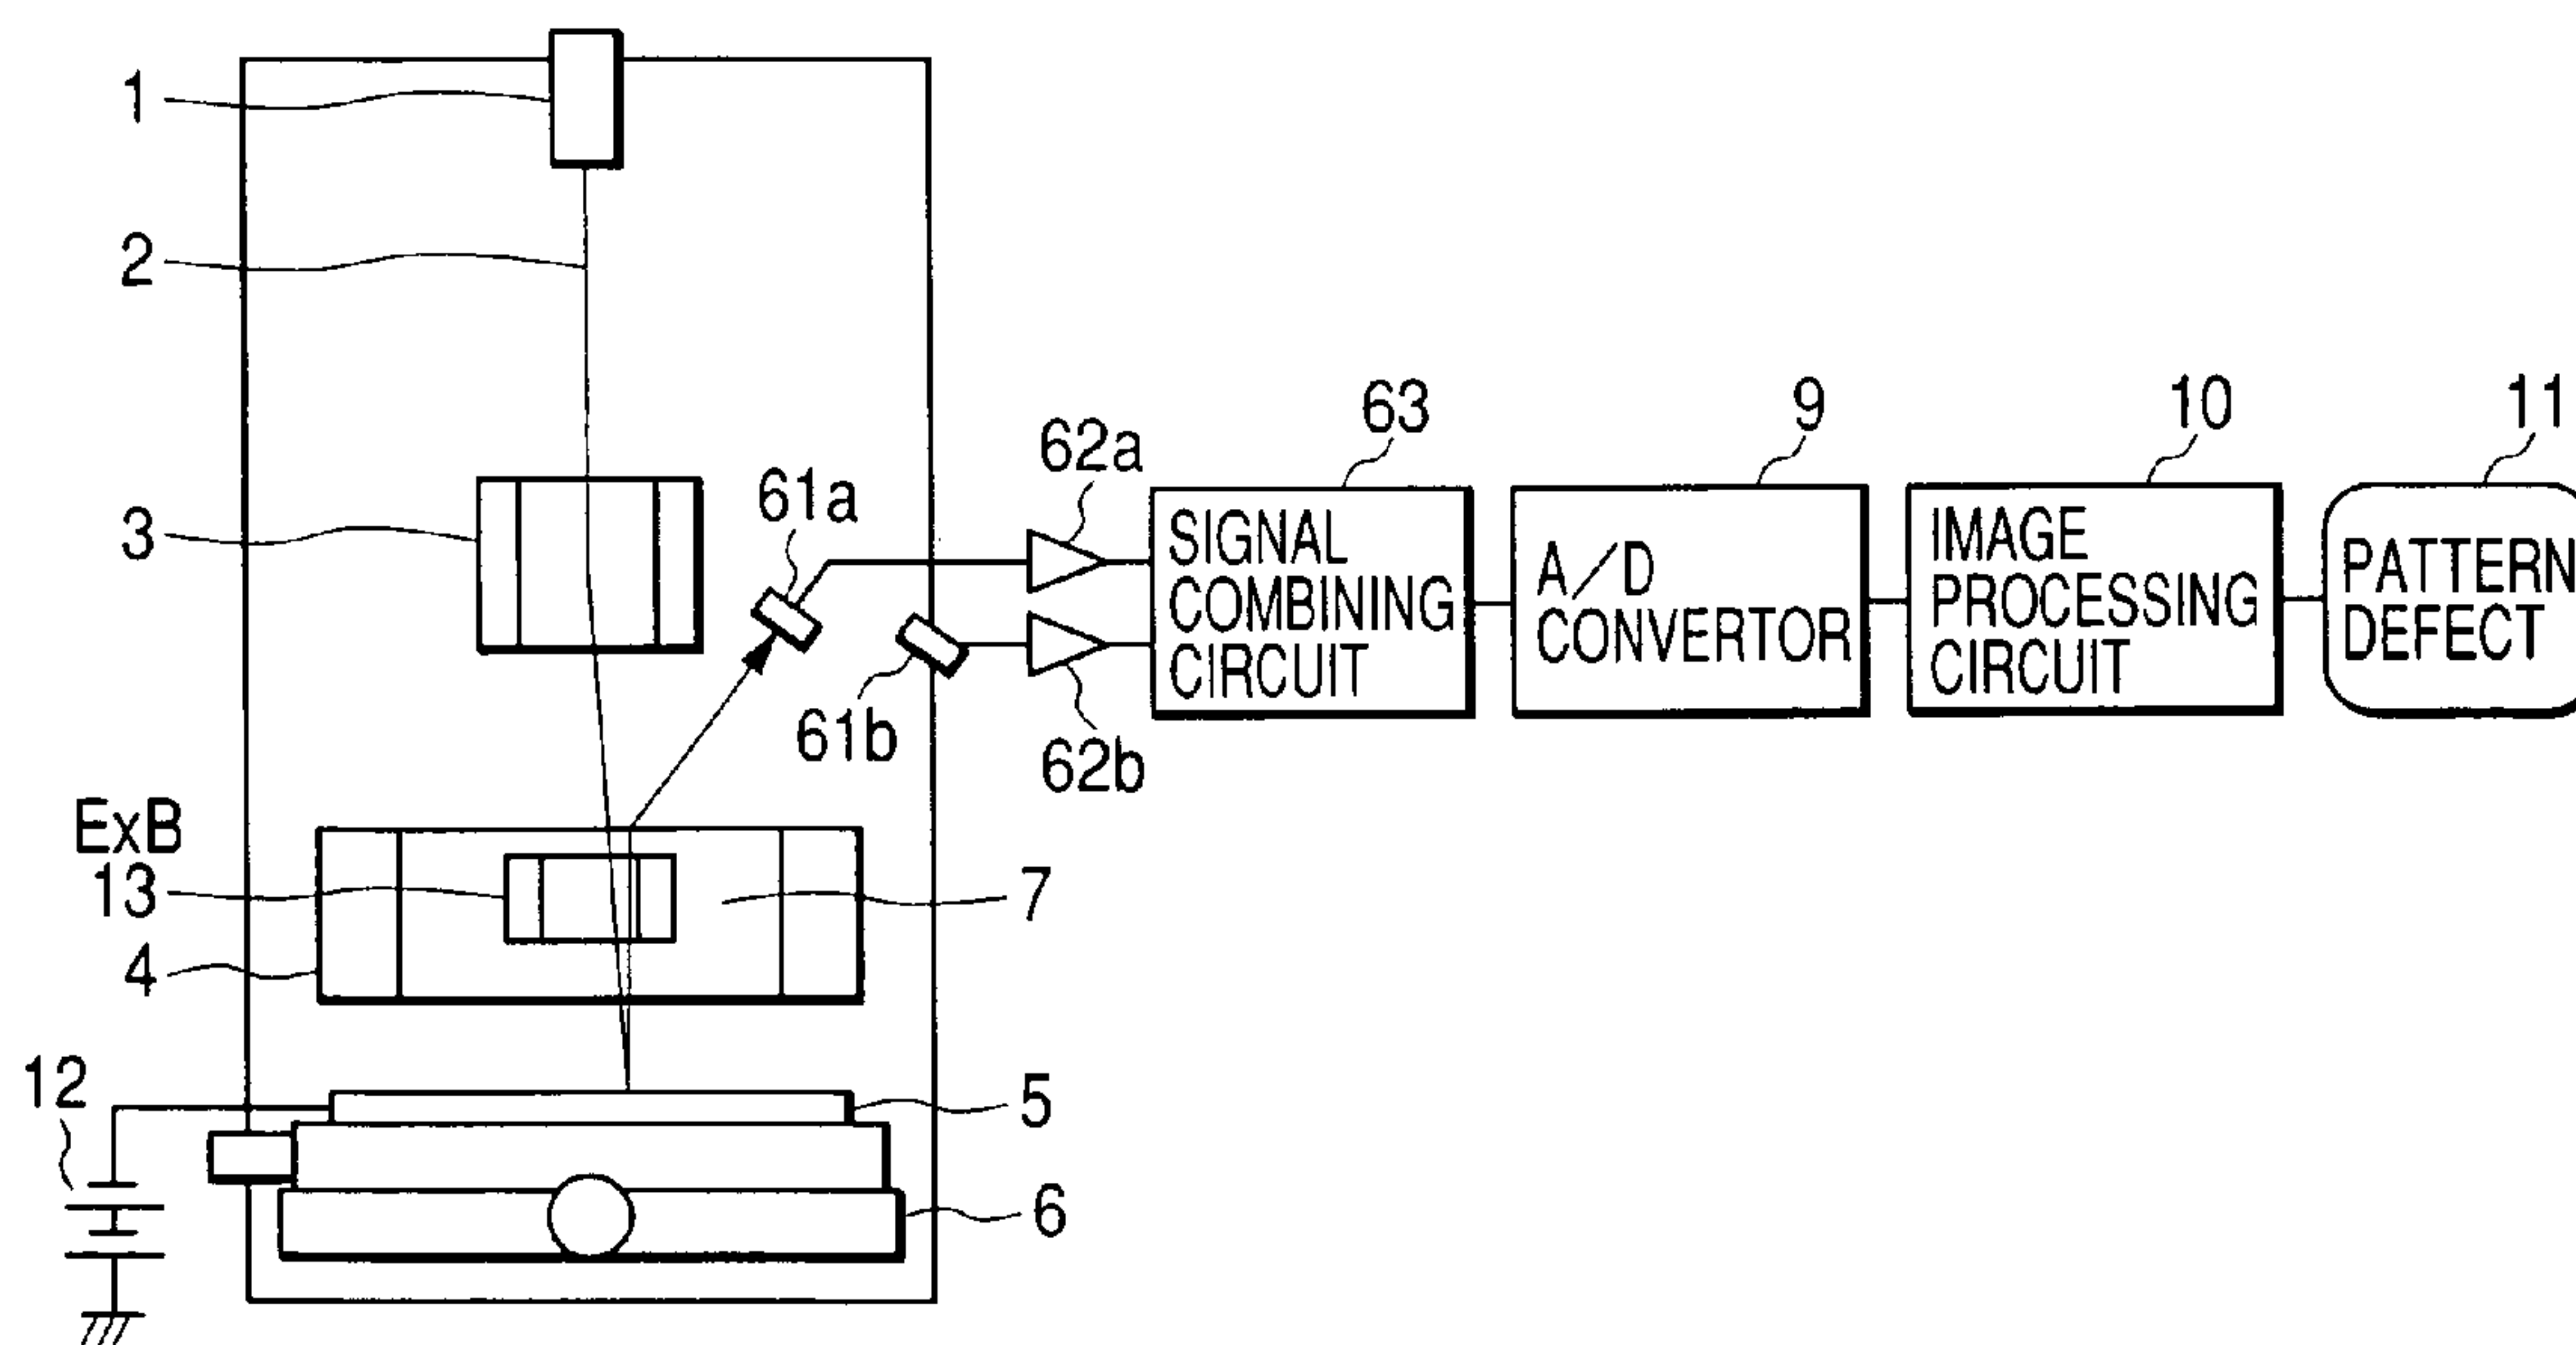 1
2
3
61a
61b
62a
62b
63
9
10
11
SIGNAL
COMBINING
CIRCUIT
A/D
CONVERTOR
IMAGE
PROCESSING
CIRCUIT
PATTERN
DEFECT
ExB
13
7
4
12
5
6